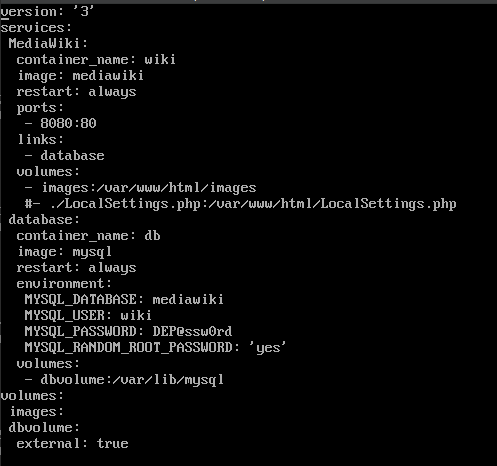 version: '3'
services:
 MediaWiki:
  container_name: wiki
  image: mediawiki
  restart: always
  ports:
   - 8080:80
  links:
   - database
  volumes:
   - images:/var/www/html/images
   #- ./LocalSettings.php:/var/www/html/LocalSettings.php
 database:
  container_name: db
  image: mysql
  restart: always
  environment:
   MYSQL_DATABASE: mediawiki
   MYSQL_USER: wiki
   MYSQL_PASSWORD: DEP@ssw0rd
   MYSQL_RANDOM_ROOT_PASSWORD: 'yes'
  volumes:
   - dbvolume:/var/lib/mysql
volumes:
 images:
 dbvolume:
  external: true